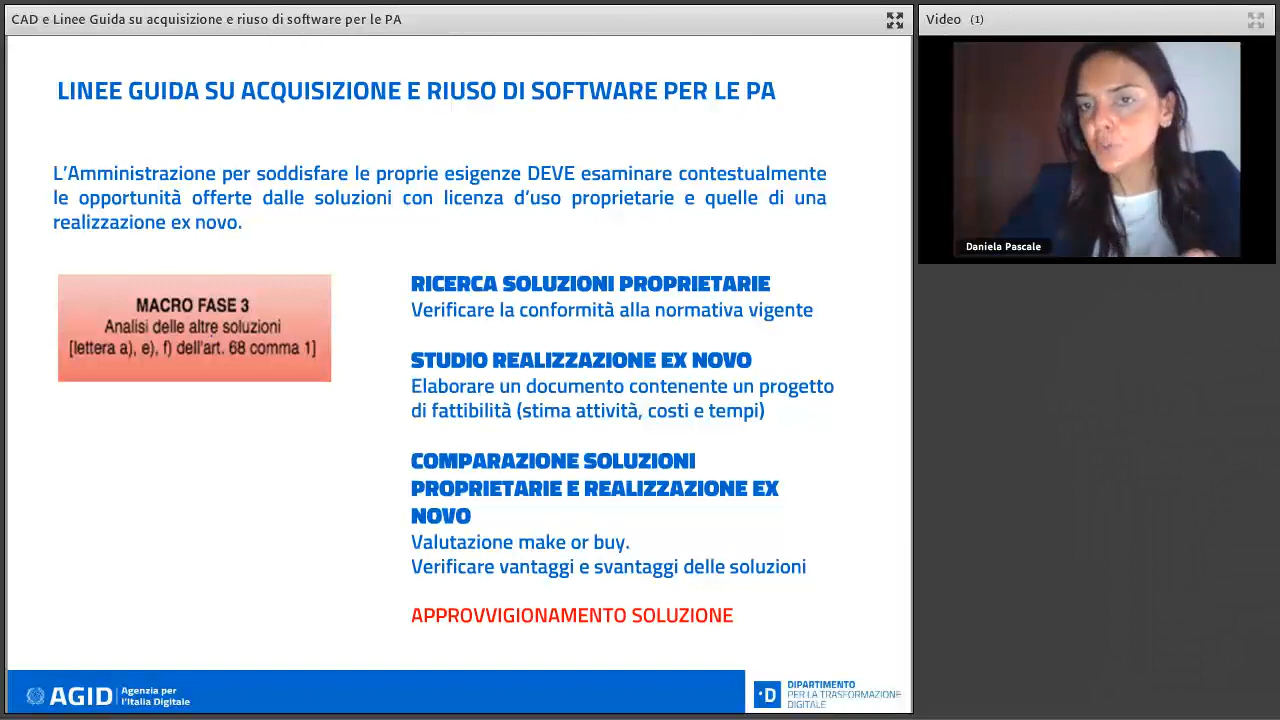 CAD e Linee Guida su acquisizione e riuso di software per le PA
Video (1)
LINEE GUIDA SU ACQUISIZIONE E RIUSO DI SOFTWARE PER LE PA
L'Amministrazione per soddisfare le proprie esigenze DEVE esaminare contestualmente
le opportunità offerte dalle soluzioni con licenza d'uso proprietarie e quelle di una
realizzazione ex novo.
MACRO FASE 3
Analisi delle altre soluzioni
[lettera a), e), f) dell'art. 68 comma 1]
RICERCA SOLUZIONI PROPRIETARIE
Verificare la conformità alla normativa vigente
STUDIO REALIZZAZIONE EX NOVO
Elaborare un documento contenente un progetto
di fattibilità (stima attività, costi e tempi)
COMPARAZIONE SOLUZIONI
PROPRIETARIE E REALIZZAZIONE EX
NOVO
Valutazione make or buy.
Verificare vantaggi e svantaggi delle soluzioni
APPROVVIGIONAMENTO SOLUZIONE
Daniela Pascale
AGID
Agenzia per
l'Italia Digitale
D
DIPARTIMENTO
PER LA TRASFORMAZIONE
DIGITALE